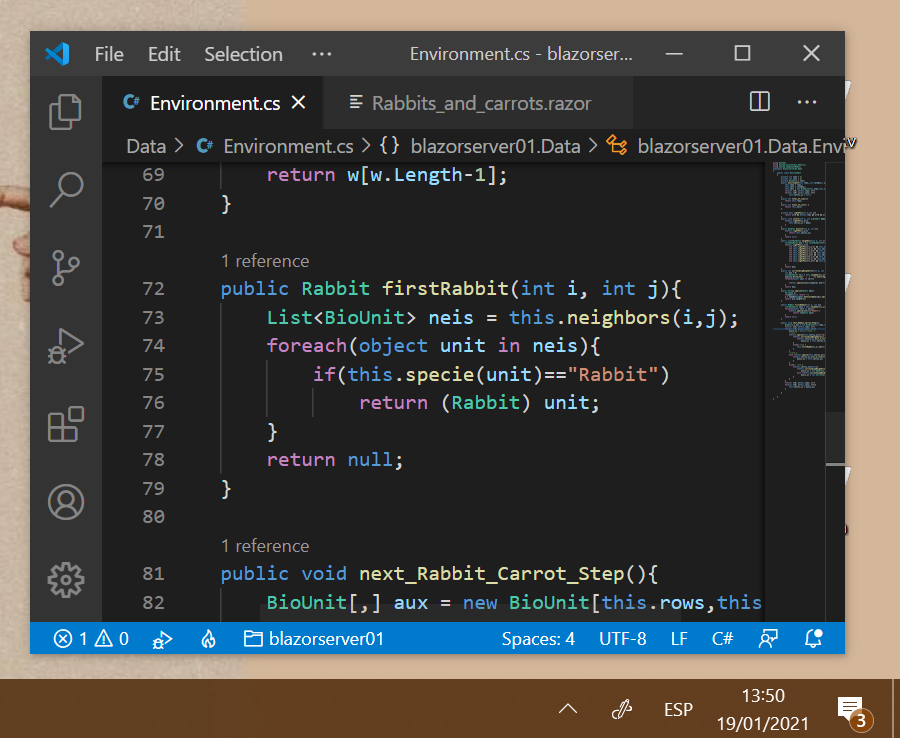 File Edit Selection ··· Environment.cs - blazorser...
C# Environment.cs × Rabbits_and_carrots.razor ···
Data > C# Environment.cs > {} blazorserver01.Data > blazorserver01.Data.Envi
69 return w[w.Length-1];
70 }
71
1 reference
72 public Rabbit firstRabbit(int i, int j){
73 List<BioUnit> neis = this.neighbors(i,j);
74 foreach(object unit in neis){
75 if(this.specie(unit)=="Rabbit")
76 return (Rabbit) unit;
77 }
78 return null;
79 }
80
1 reference
81 public void next_Rabbit_Carrot_Step(){
82 BioUnit[,] aux = new BioUnit[this.rows,this
1 0 blazorserver01 Spaces: 4 UTF-8 LF C#
ESP 13:50
19/01/2021 3